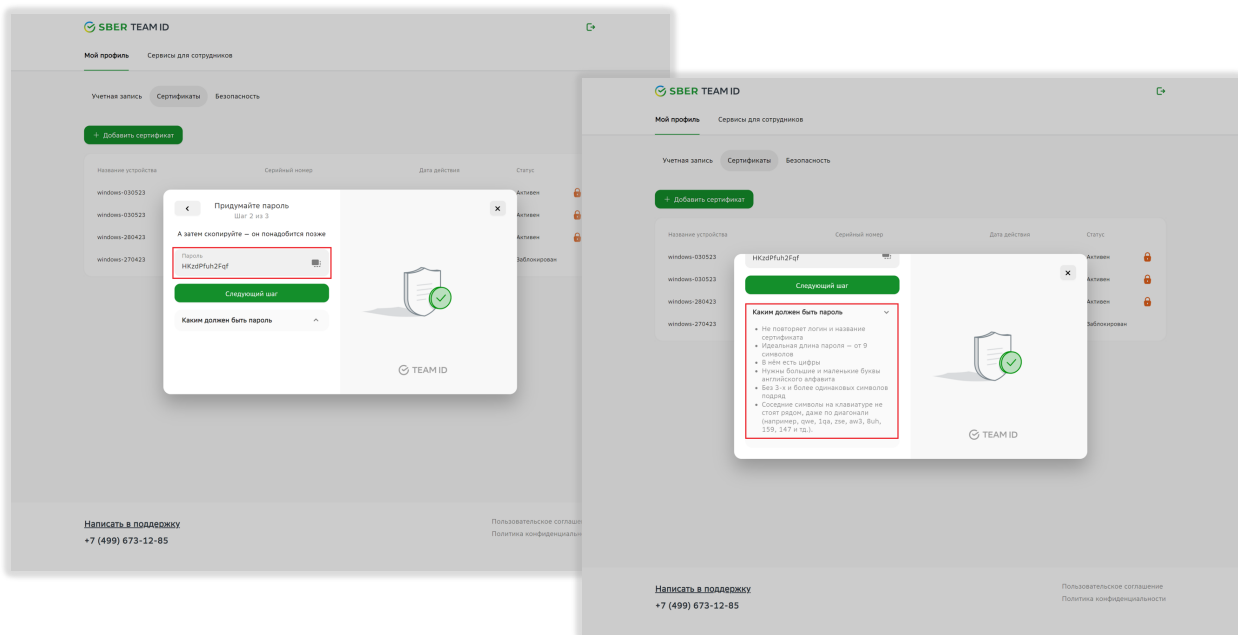 SBER TEAM ID
Мой профиль Сервисы для сотрудников
Учетная запись Сертификаты Безопасность
+ Добавить сертификат
Название устройства Серийный номер Дата действия Статус
windows-030523 Активен
windows-030523 Активен
windows-280423 Активен
windows-270423 Заблокирован
Придумайте пароль
Шаг 2 из 3
А затем скопируйте — он понадобится позже
Пароль
HKzdPfuh2Fqf
Следующий шаг
Каким должен быть пароль
TEAM ID
Написать в поддержку
+7 (499) 673-12-85
Пользовательское
Политика
SBER TEAM ID
Мой профиль Сервисы для сотрудников
Учетная запись Сертификаты Безопасность
+ Добавить сертификат
Название устройства Серийный номер Дата действия Статус
windows-030523 Активен
windows-030523 Активен
windows-280423 Активен
windows-270423 Заблокирован
HKzdPfuh2Fqf
Следующий шаг
Каким должен быть пароль
• Не повторяет логин и название
сертификата
• Идеальная длина пароля — от 9
символов
• В нём есть цифры
• Нужны большие и маленькие буквы
английского алфавита
• Без 3-х и более одинаковых символов
подряд
• Соседние символы на клавиатуре не
стоят рядом, даже по диагонали
(например, qwe, 1qa, zse, aw3, 8uh,
159, 147 и тд.).
TEAM ID
Написать в поддержку
+7 (499) 673-12-85
Пользовательское соглашение
Политика конфиденциальности